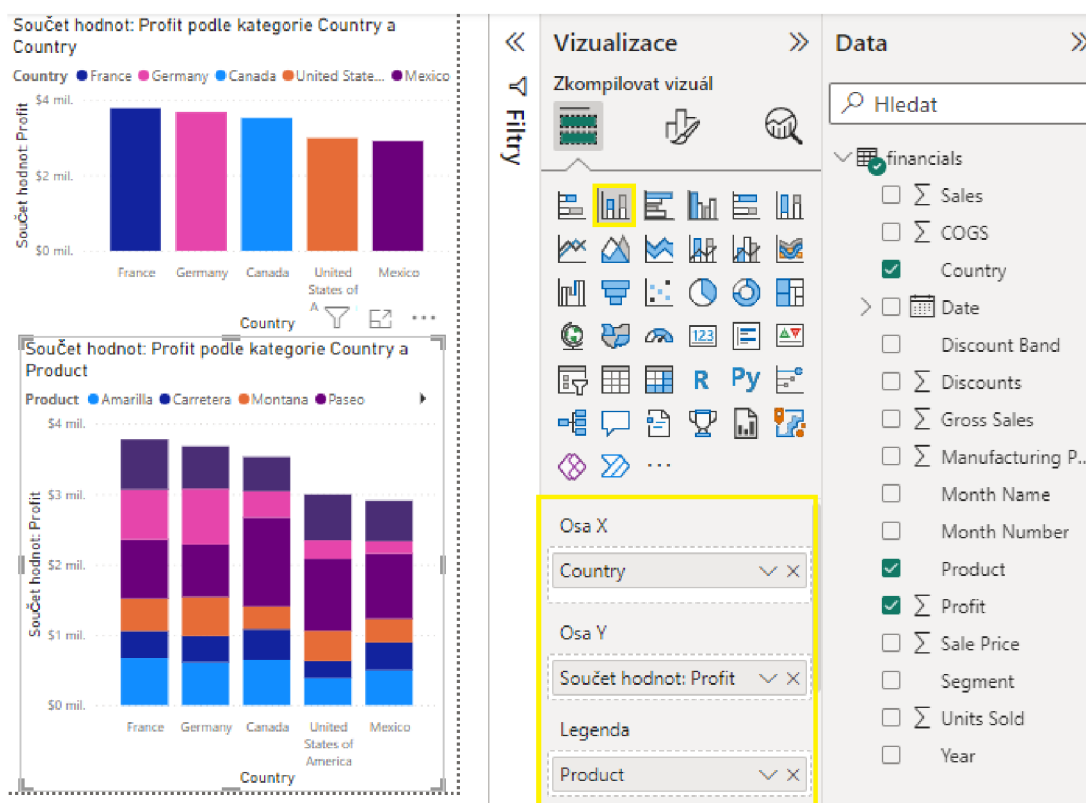 Součet hodnot: Profit podle kategorie Country a
Country
Country France Germany Canada United State... Mexico
Součet hodnot: Profit
$4 mil.
$2 mil.
$0 mil.
France Germany Canada United States of A Mexico
Country
Součet hodnot: Profit podle kategorie Country a
Product
Product Amarilla Carretera Montana Paseo
Součet hodnot: Profit
$4 mil.
$3 mil.
$2 mil.
$1 mil.
$0 mil.
France Germany Canada United States of America Mexico
Country
Filtry
Vizualizace
Zkompilovat vizuál
123
R Py
Osa X
Country
Osa Y
Součet hodnot: Profit
Legenda
Product
Data
Hledat
financials
Sales
COGS
Country
Date
Discount Band
Discounts
Gross Sales
Manufacturing P...
Month Name
Month Number
Product
Profit
Sale Price
Segment
Units Sold
Year